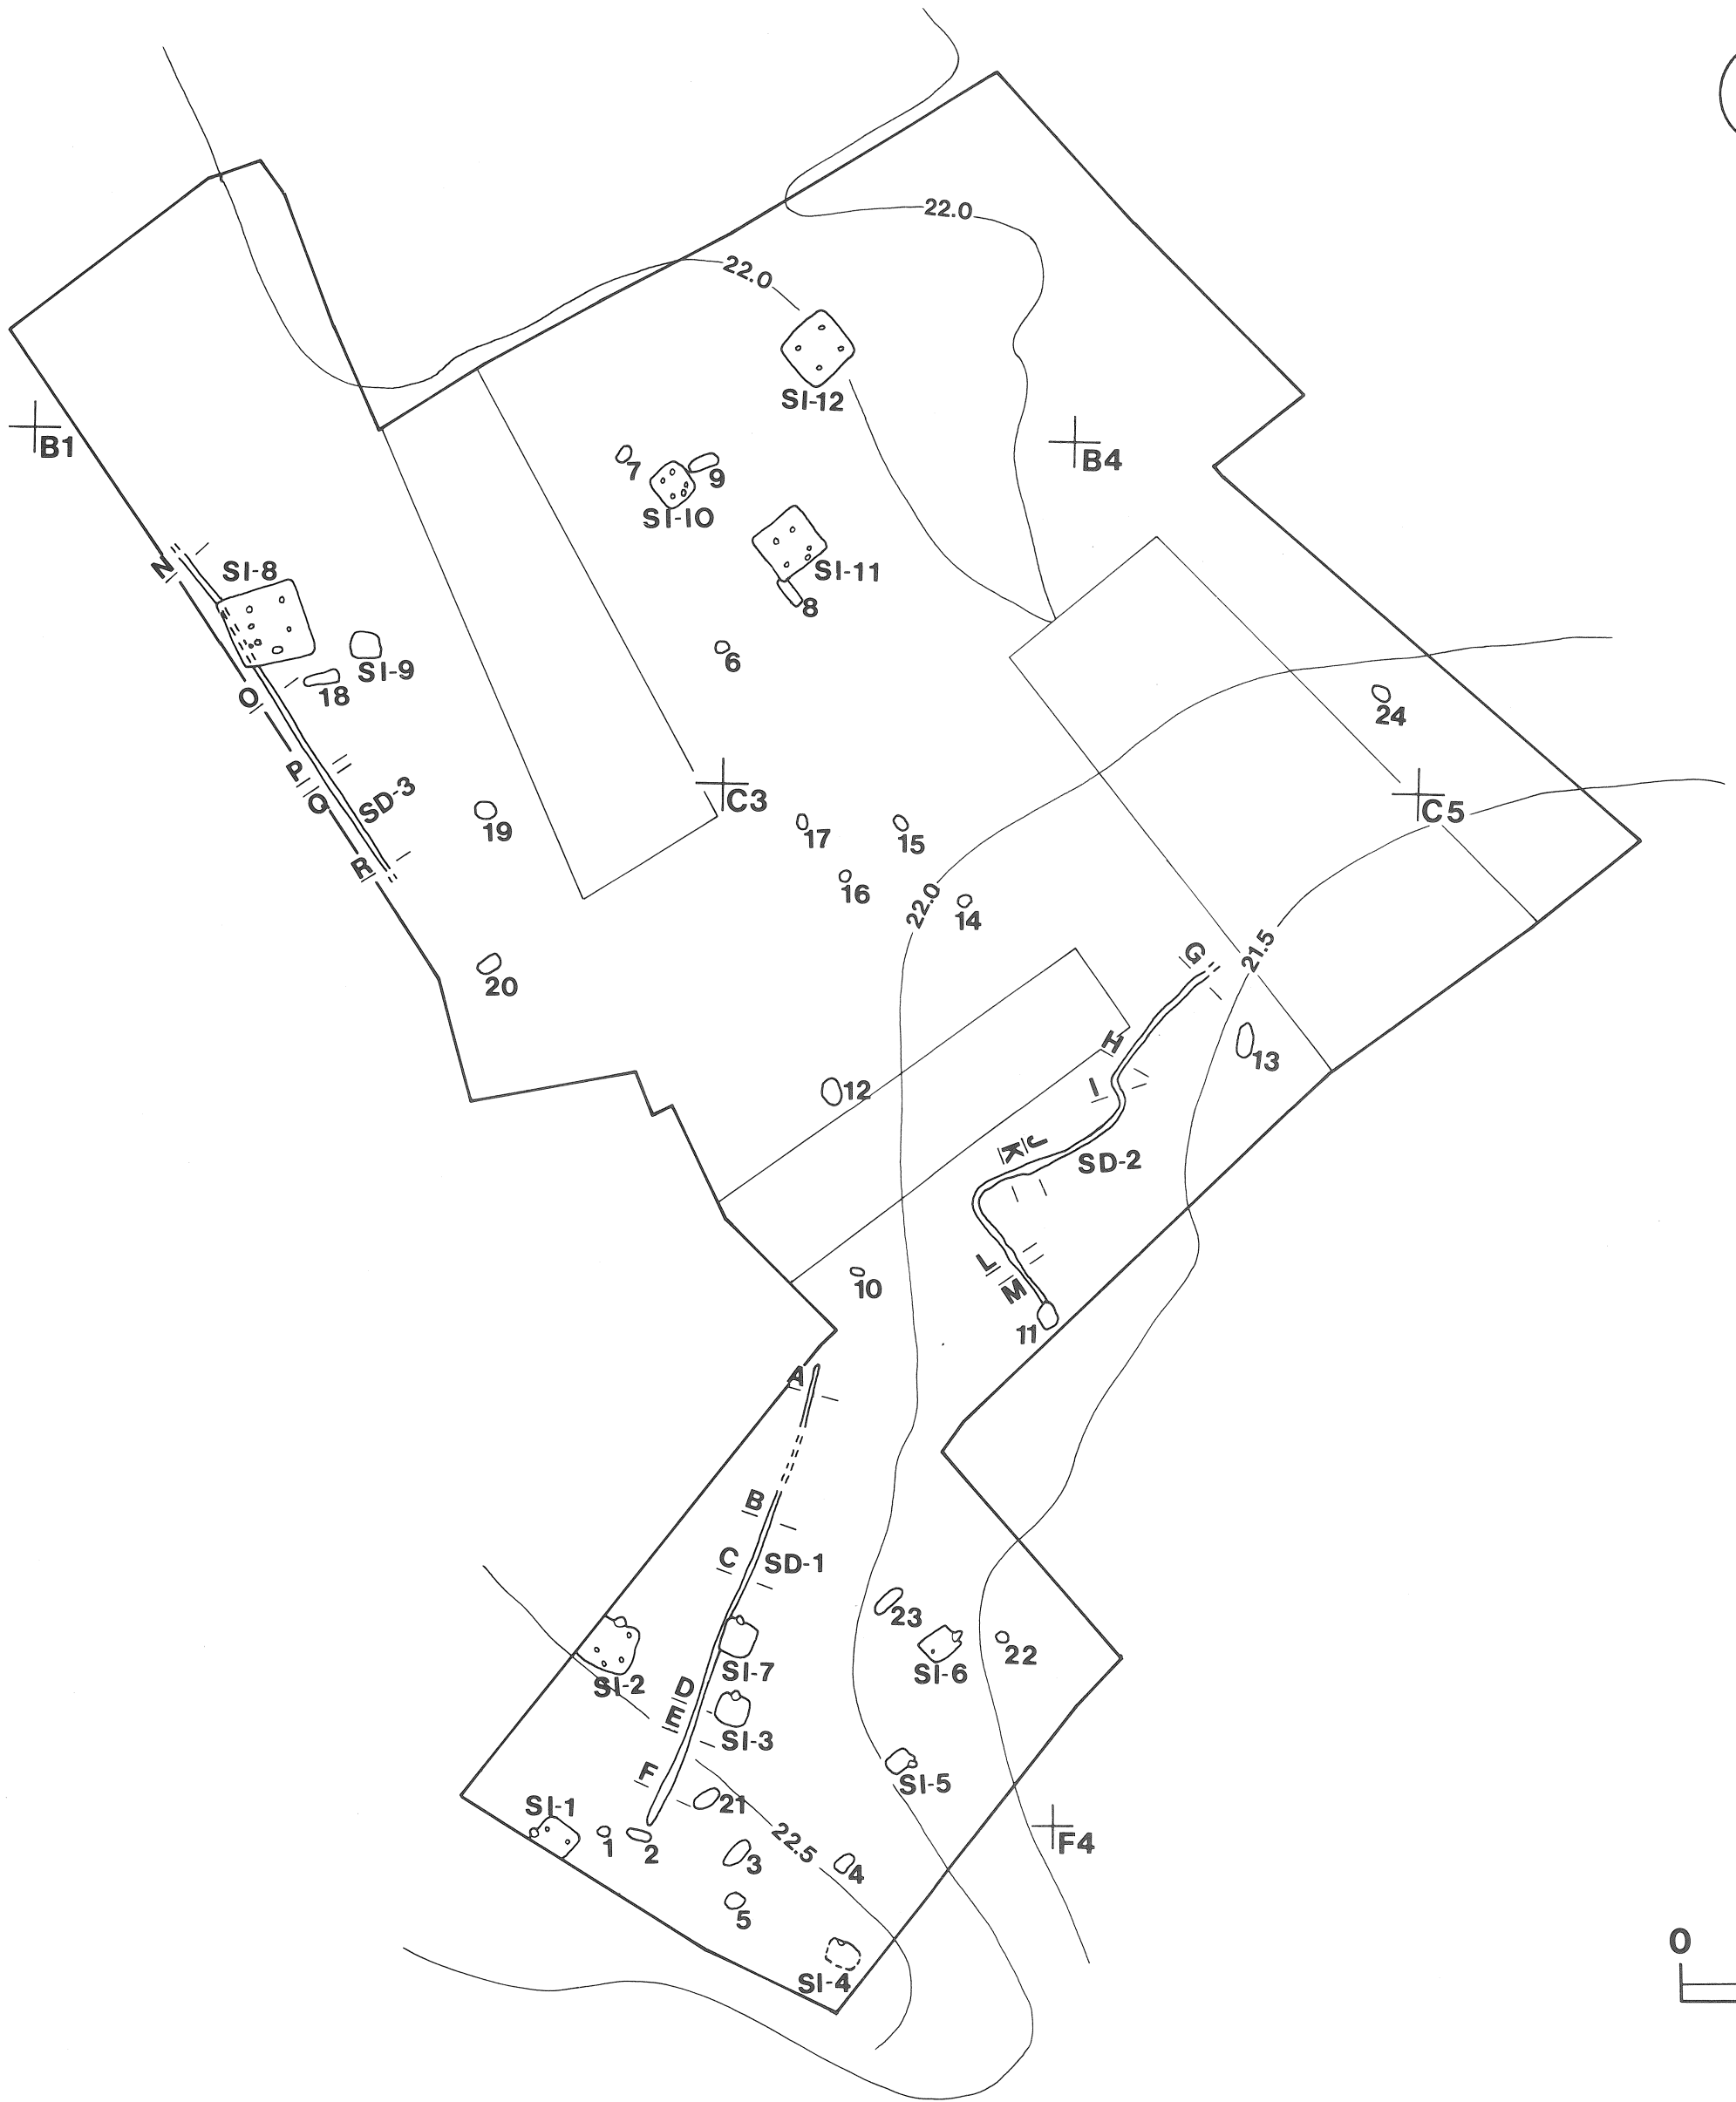 22.0
22.0
SI-12
B1
B4
7
9
SI-10
N
SI-8
SI-11
8
SI-9
6
18
O
24
P
Q
SD-3
C3
C5
19
17
15
R
16
22.0
14
G
21.5
20
H
13
I
12
J
K
SD-2
L
10
M
11
A
B
C
SD-1
23
SI-2
SI-7
SI-6
22
D
E
SI-3
F
SI-5
21
SI-1
1
2
22.5
F4
3
4
5
SI-4
0